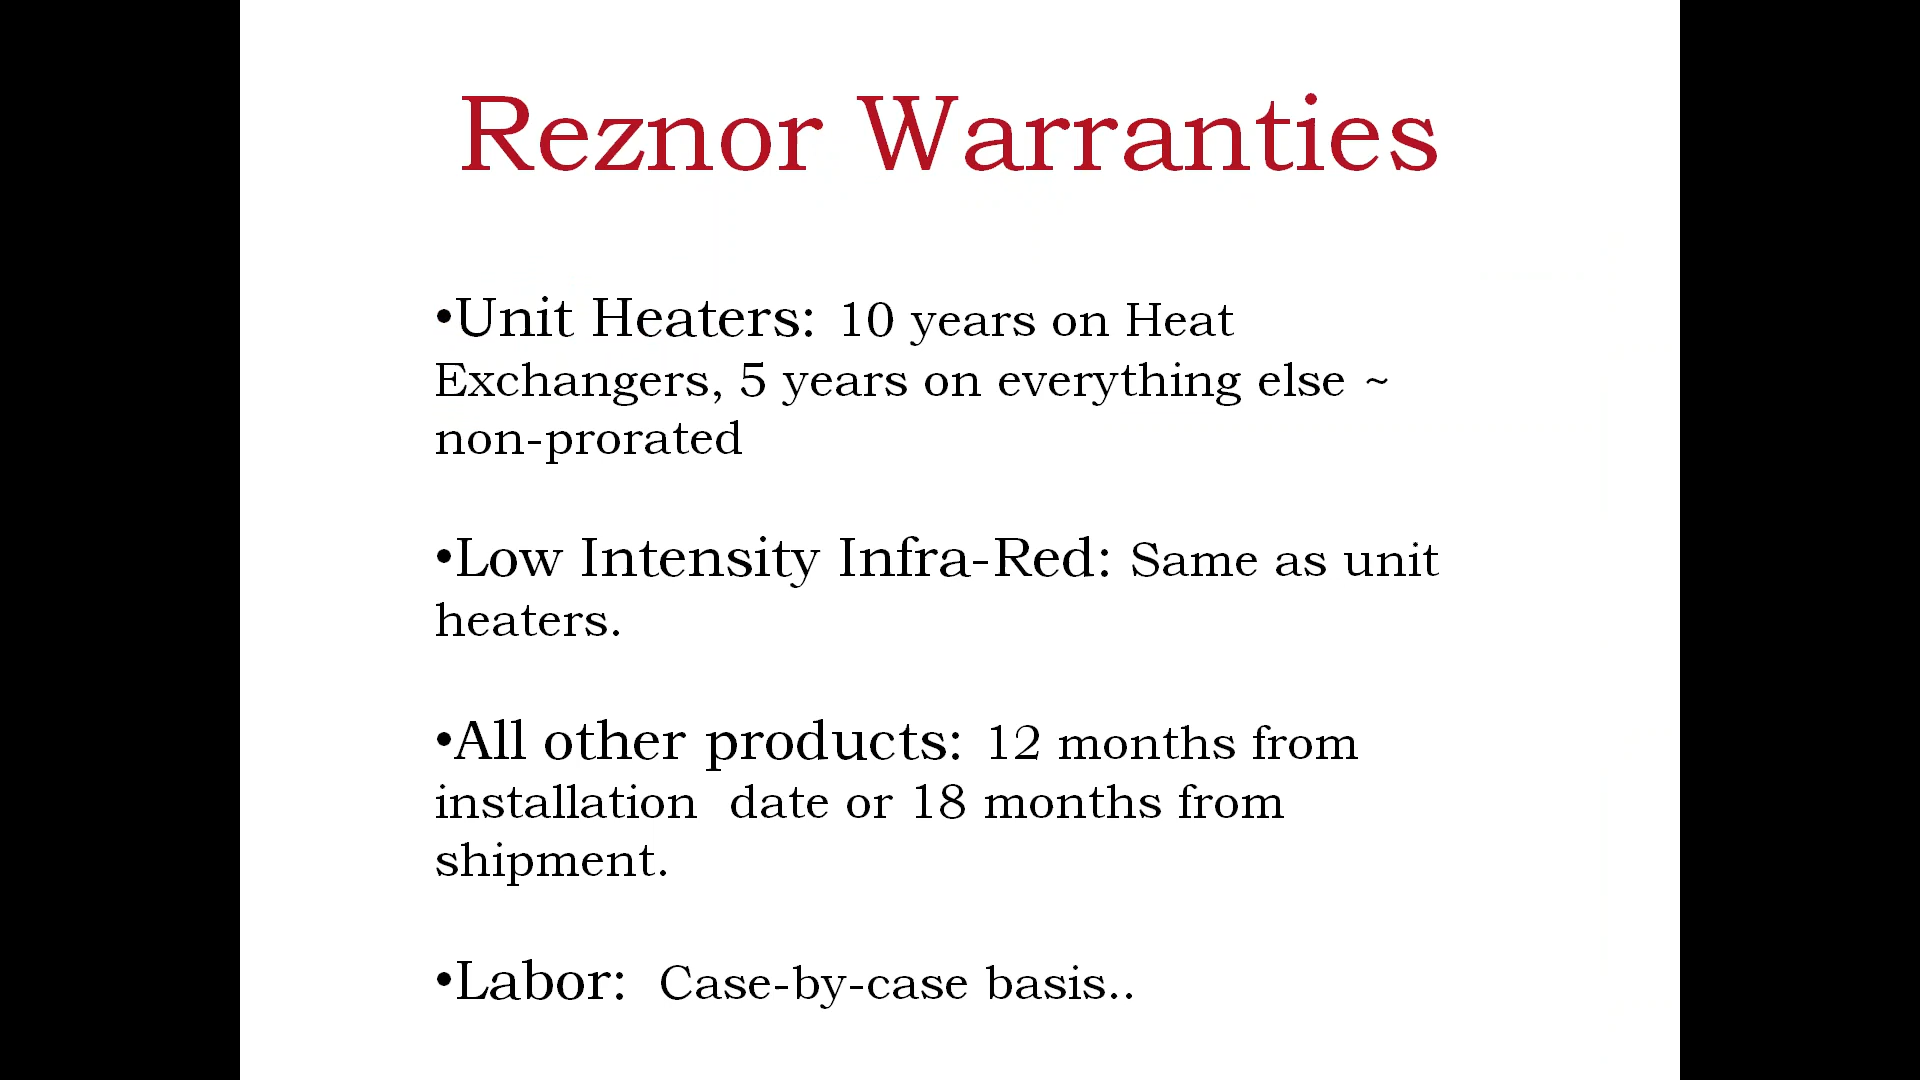 Reznor Warranties
•Unit Heaters: 10 years on Heat
Exchangers, 5 years on everything else ~
non-prorated
•Low Intensity Infra-Red: Same as unit
heaters.
•All other products: 12 months from
installation  date or 18 months from
shipment.
•Labor:  Case-by-case basis..